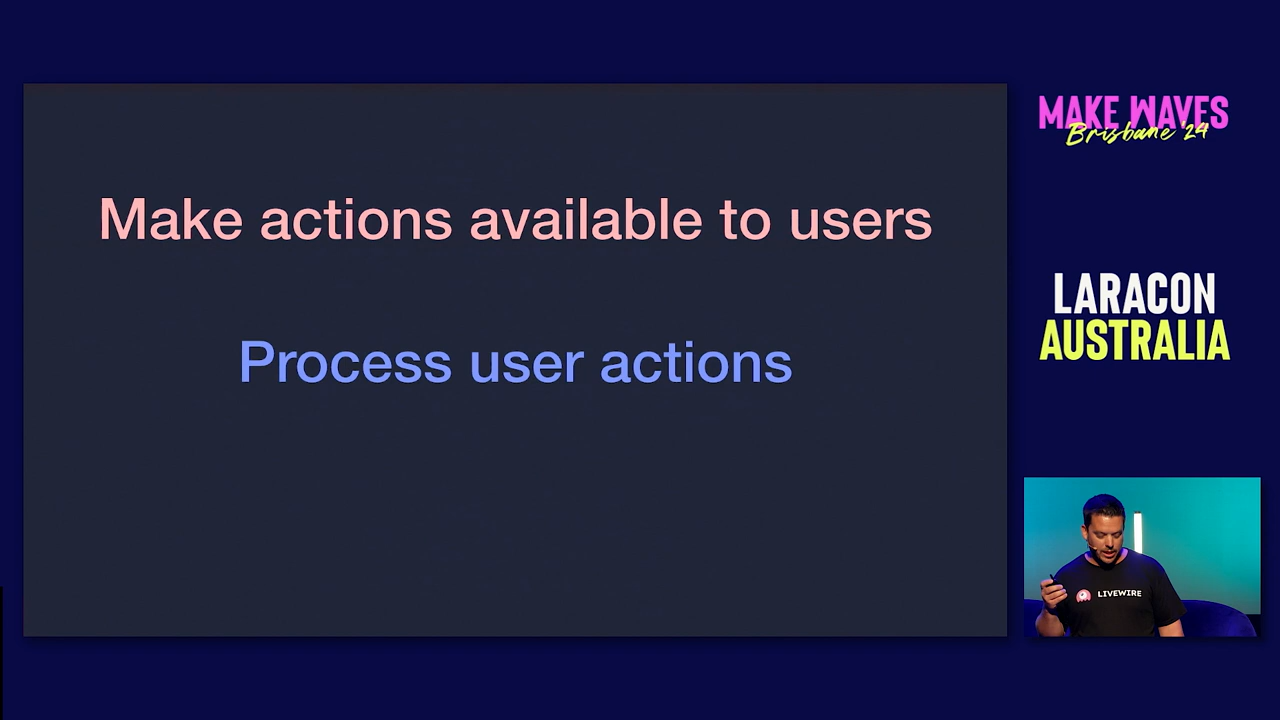 Make actions available to users
Process user actions
MAKE WAVES
Brisbane '24
LARACON
AUSTRALIA
LIVEWIRE